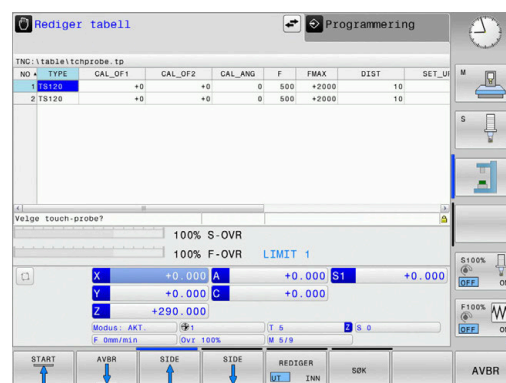 Rediger tabell
Programmering
TNC:\table\tchprobe.tp
NO TYPE CAL_OF1 CAL_OF2 CAL_ANG F FMAX DIST
1 TS120 +0 +0 0 500 +2000 10
2 TS120 +0 +0 0 500 +2000 10
Velge touch-probe?
100% S-OVR
100% F-OVR LIMIT 1
X +0.000 A +0.000 S1 +0.000
Y +0.000 C +0.000
Z +290.000
Modus: AKT. 1 T 5 Z S 0
F 0mm/min Ovr 100% M 5/9
M
S
S100%
OFF
F100%
OFF
START
AVBR
SIDE
SIDE
REDIGER
UT INN
SØK
AVBR